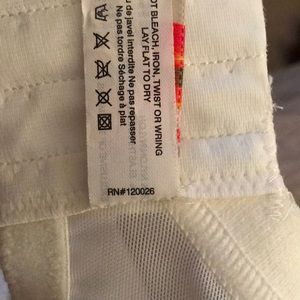 OT BLEACH, IRON, TWIST OR WRING
LAY FLAT TO DRY
de javel interdite Ne pas repasser
Ne pas tordre Séchage à plat
RN#120026